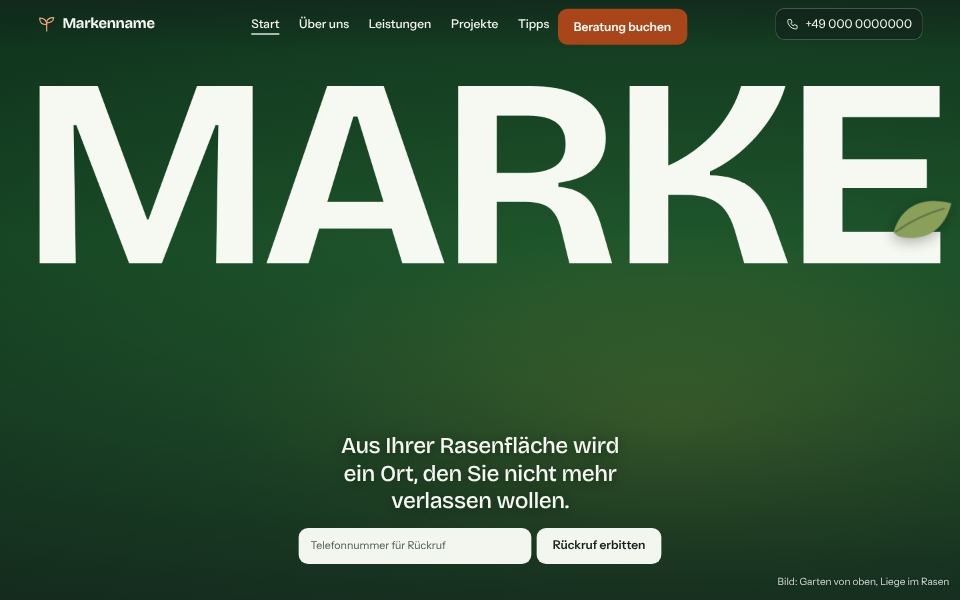 Markenname
Start
Über uns
Leistungen
Projekte
Tipps
Beratung buchen
+49 000 0000000
MARKE
Aus Ihrer Rasenfläche wird
ein Ort, den Sie nicht mehr
verlassen wollen.
Telefonnummer für Rückruf
Rückruf erbitten
Bild: Garten von oben, Liege im Rasen